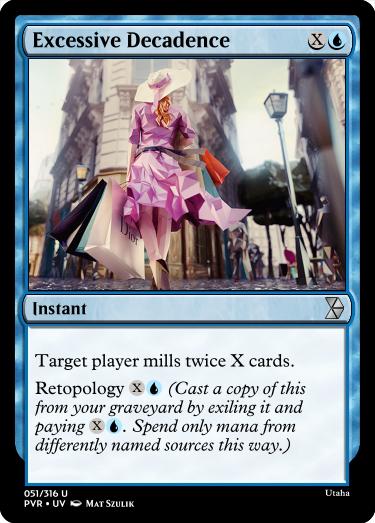 Excessive Decadence X
Dior
Instant
Target player mills twice X cards.
Retopology X (Cast a copy of this
from your graveyard by exiling it and
paying X . Spend only mana from
differently named sources this way.)
051/316 U
Utaha
PVR • UV Mat Szulik